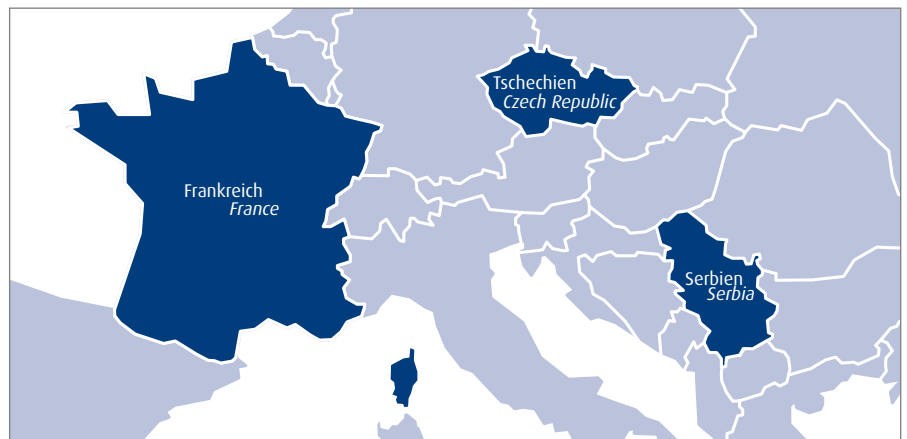 Tschechien
Czech Republic
Frankreich
France
Serbien
Serbia